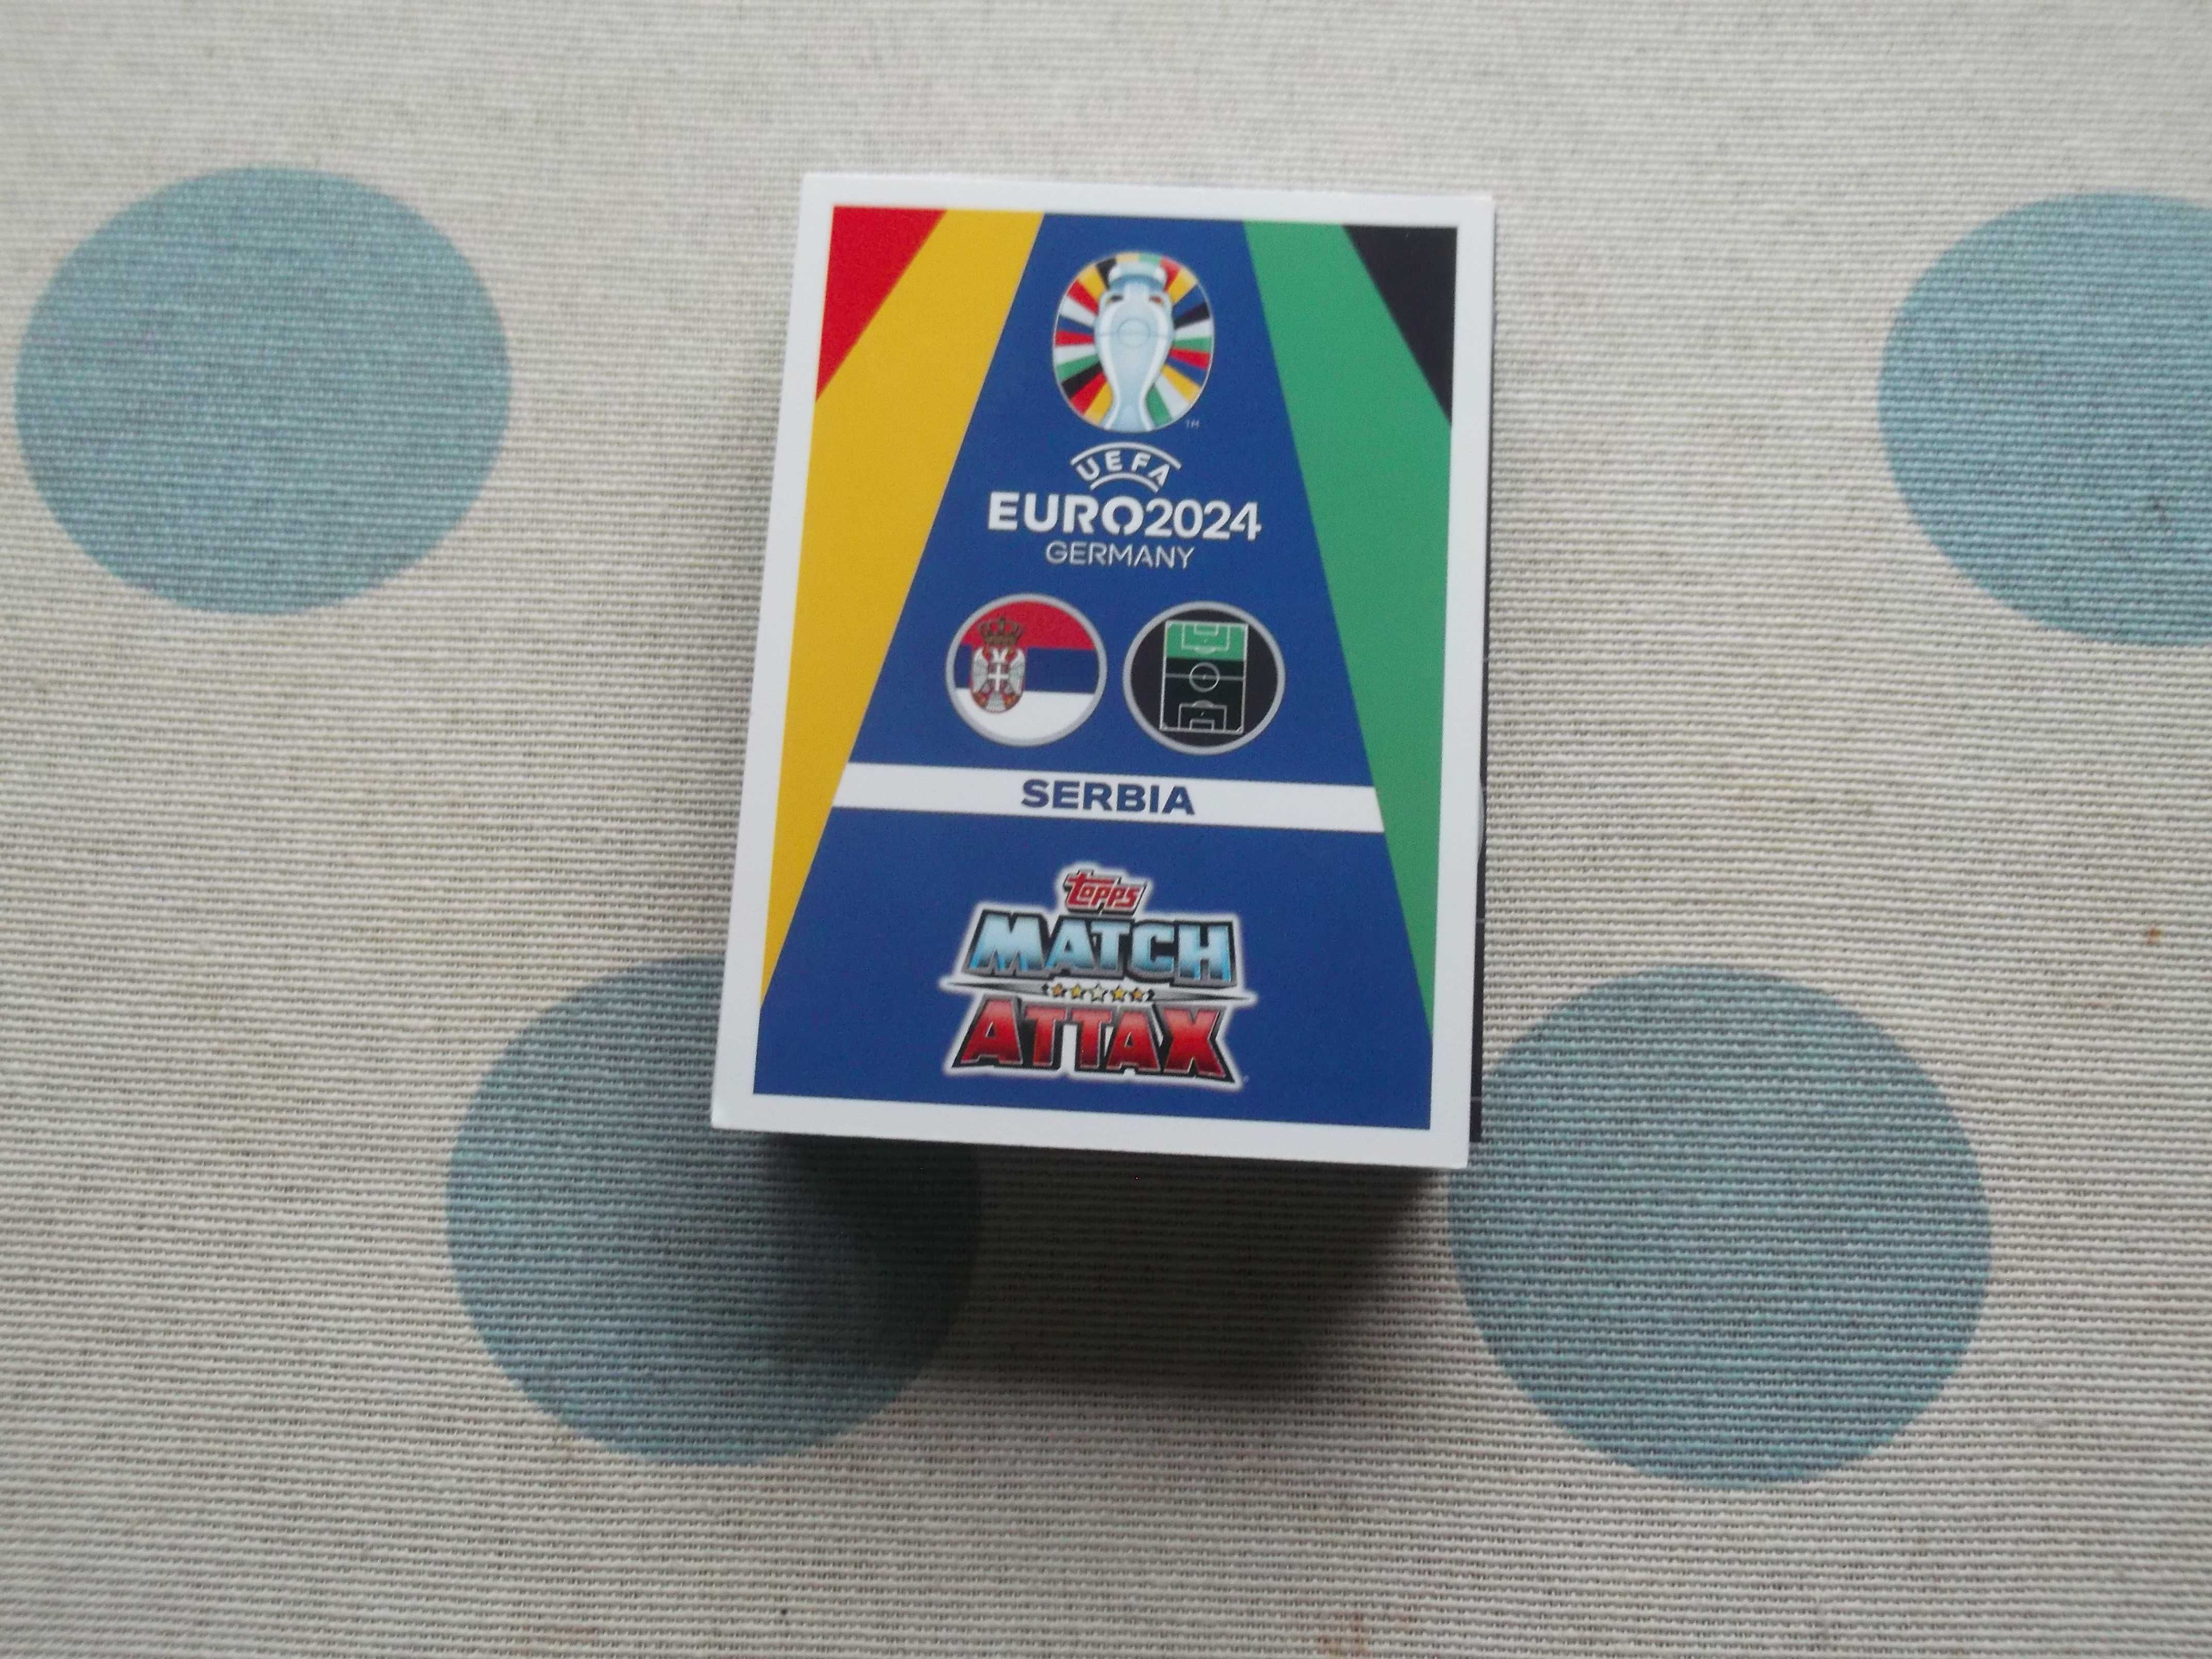 TM
UEFA
EURO2024
GERMANY
SERBIA
topps
MATCH
ATTAX